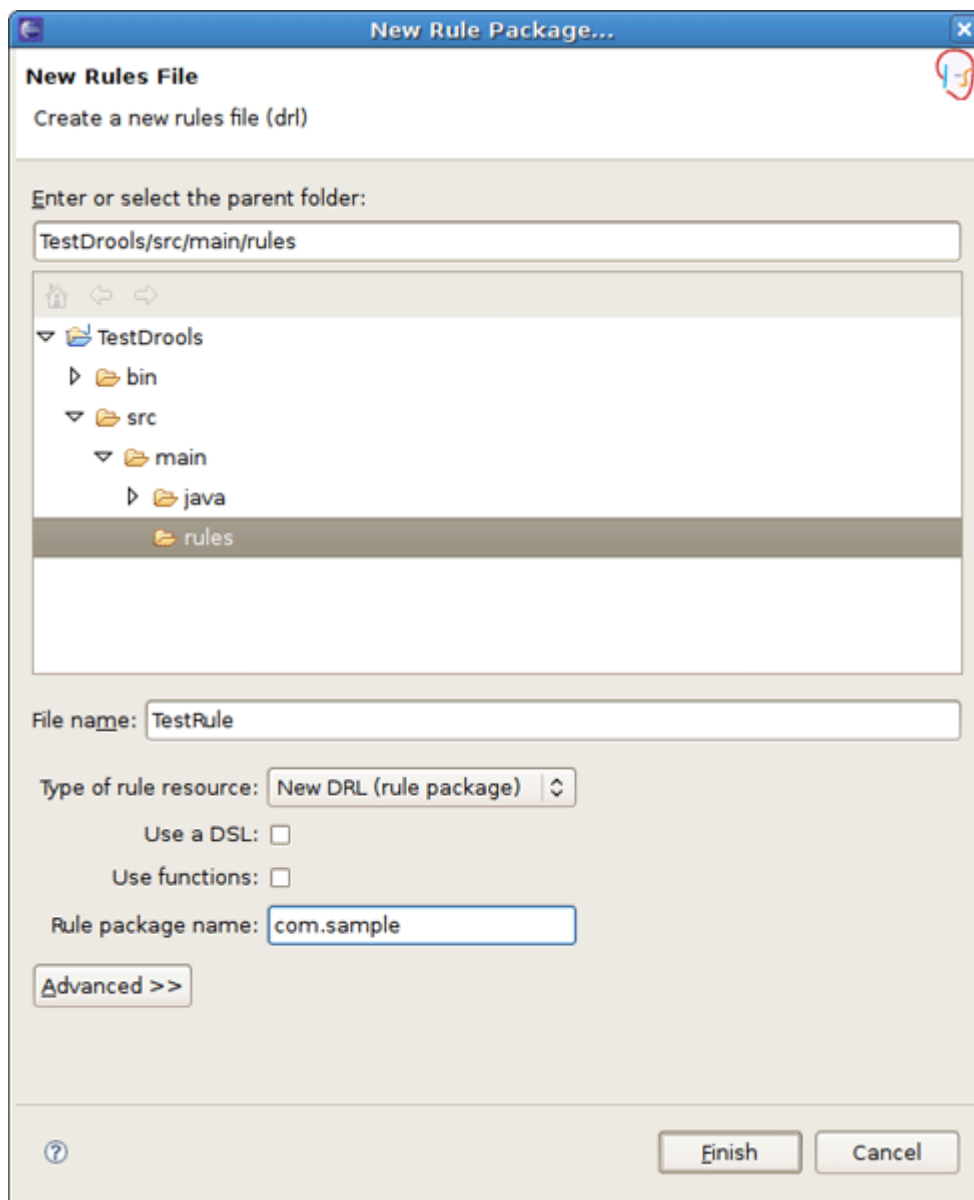 New Rule Package...
New Rules File
Create a new rules file (drl)
Enter or select the parent folder:
TestDrools/src/main/rules
TestDrools
bin
src
main
java
rules
File name: TestRule
Type of rule resource: New DRL (rule package)
Use a DSL:
Use functions:
Rule package name: com.sample
Advanced >>
? Finish Cancel